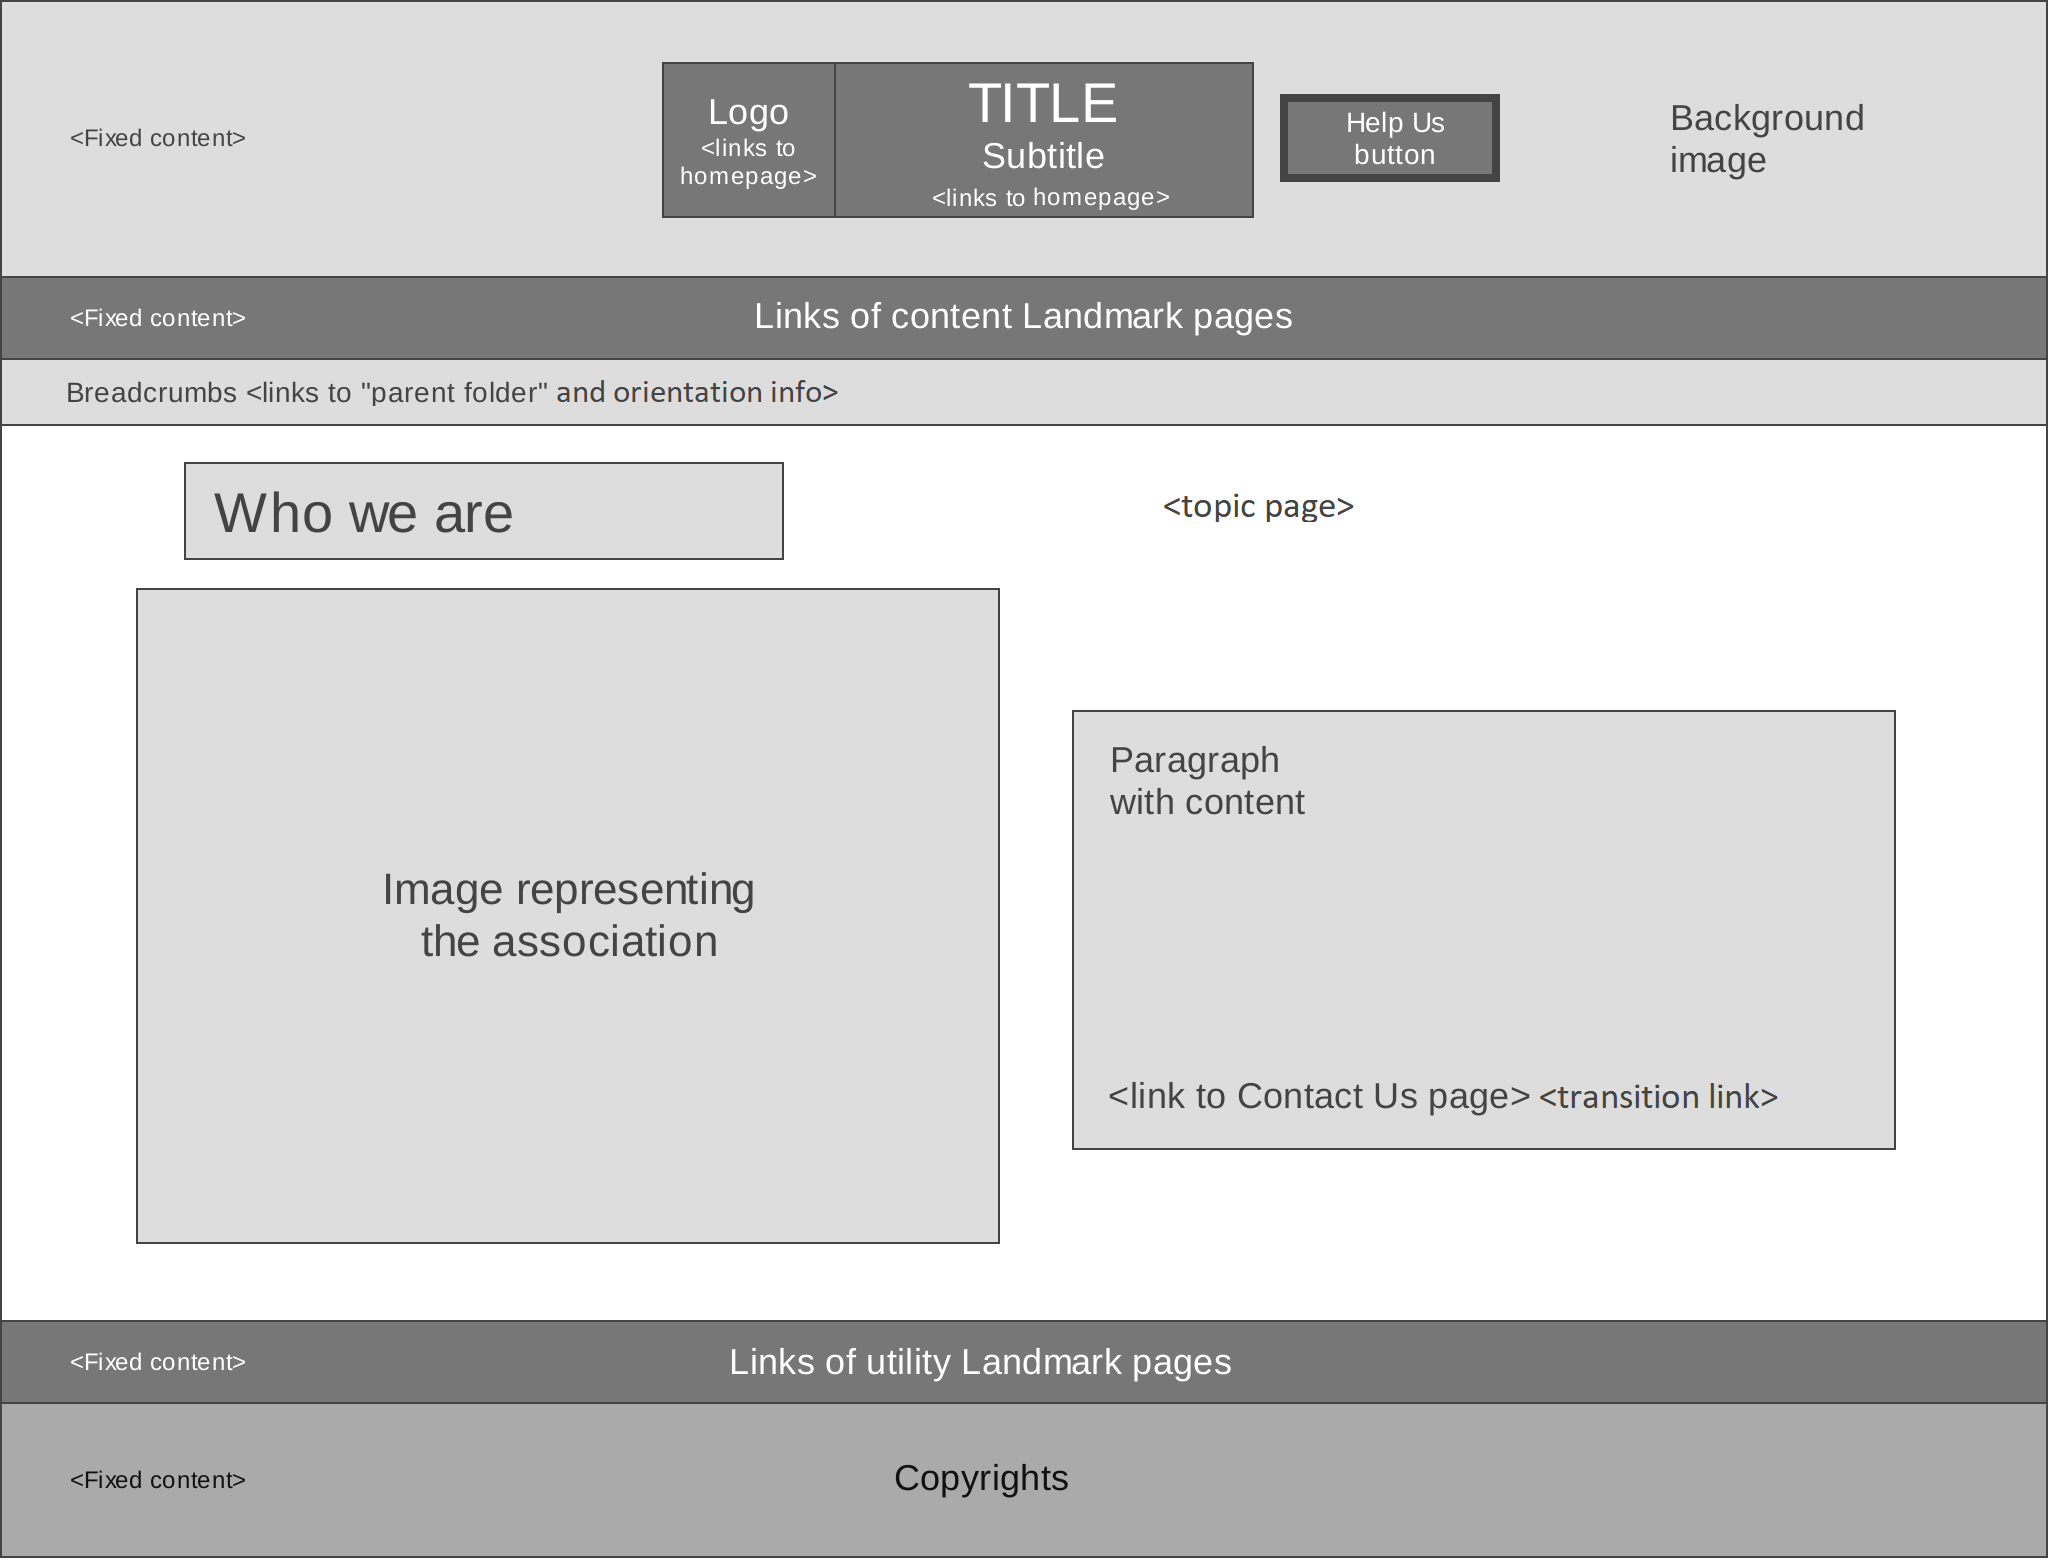 <Fixed content>
Logo
<links to
homepage>
TITLE
Subtitle
<links to homepage>
Help Us
button
Background
image
<Fixed content>
Links of content Landmark pages
Breadcrumbs <links to "parent folder" and orientation info>
Who we are
<topic page>
Image representing
the association
Paragraph
with content
<link to Contact Us page> <transition link>
<Fixed content>
Links of utility Landmark pages
<Fixed content>
Copyrights